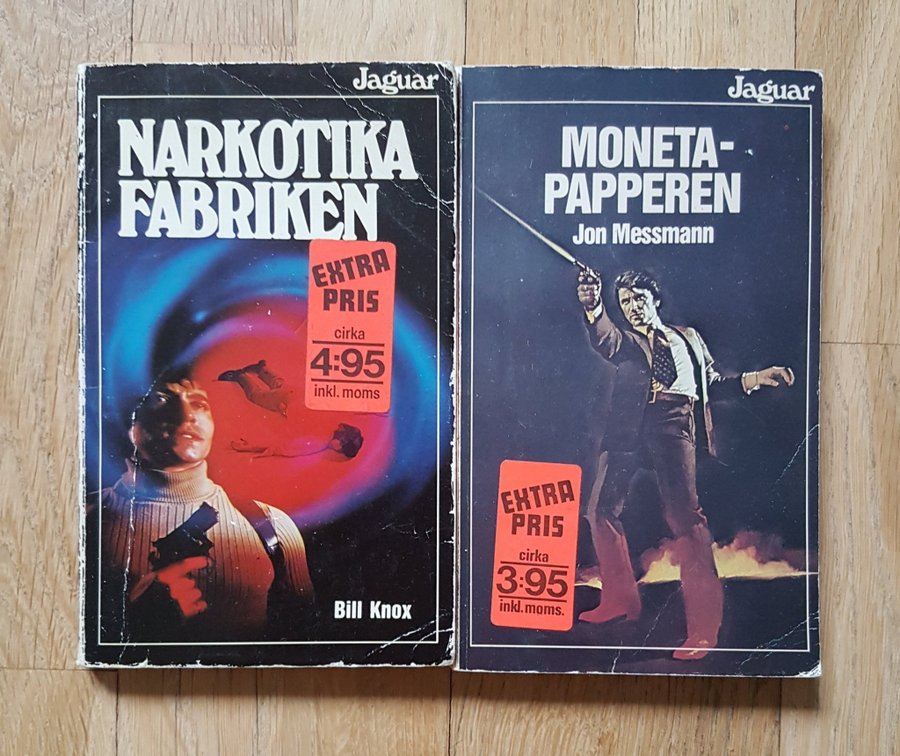 Jaguar
NARKOTIKA
FABRIKEN
EXTRA
PRIS
cirka
4:95
inkl. moms
Bill Knox
Jaguar
MONETA-
PAPPEREN
Jon Messmann
EXTRA
PRIS
cirka
3:95
inkl. moms.